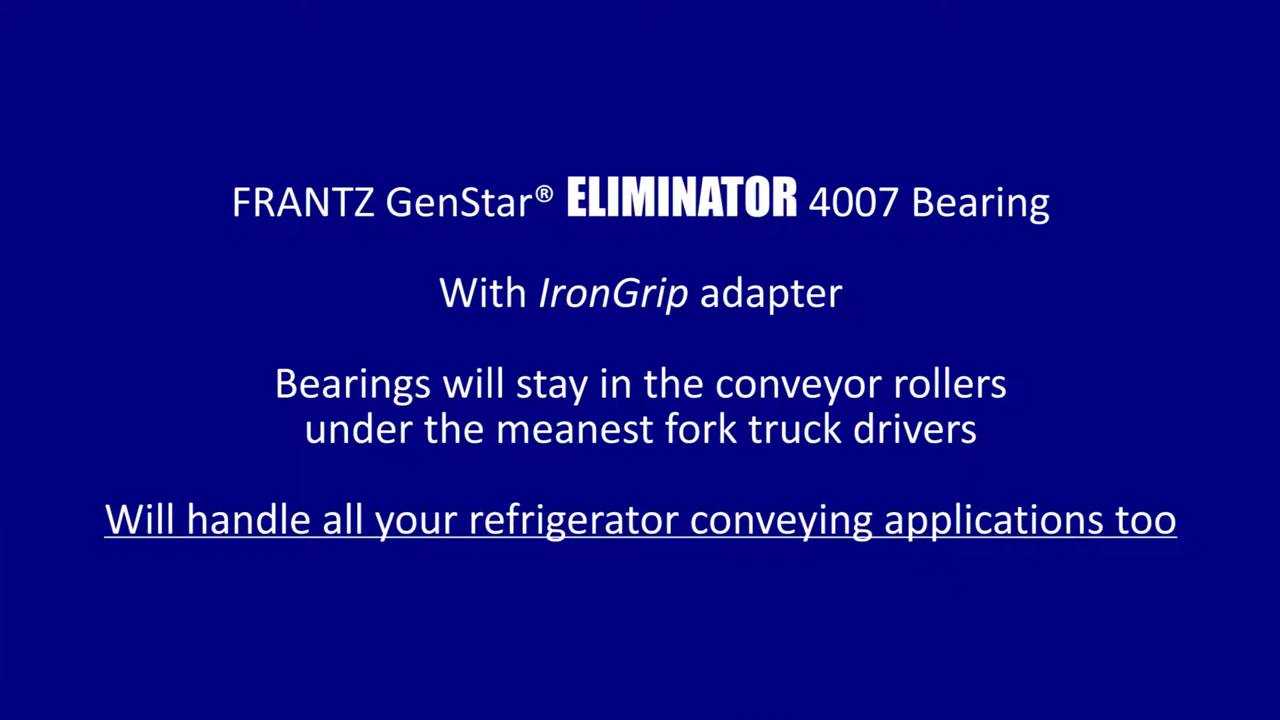 FRANTZ GenStar® ELIMINATOR 4007 Bearing
With IronGrip adapter
Bearings will stay in the conveyor rollers
under the meanest fork truck drivers
Will handle all your refrigerator conveying applications too